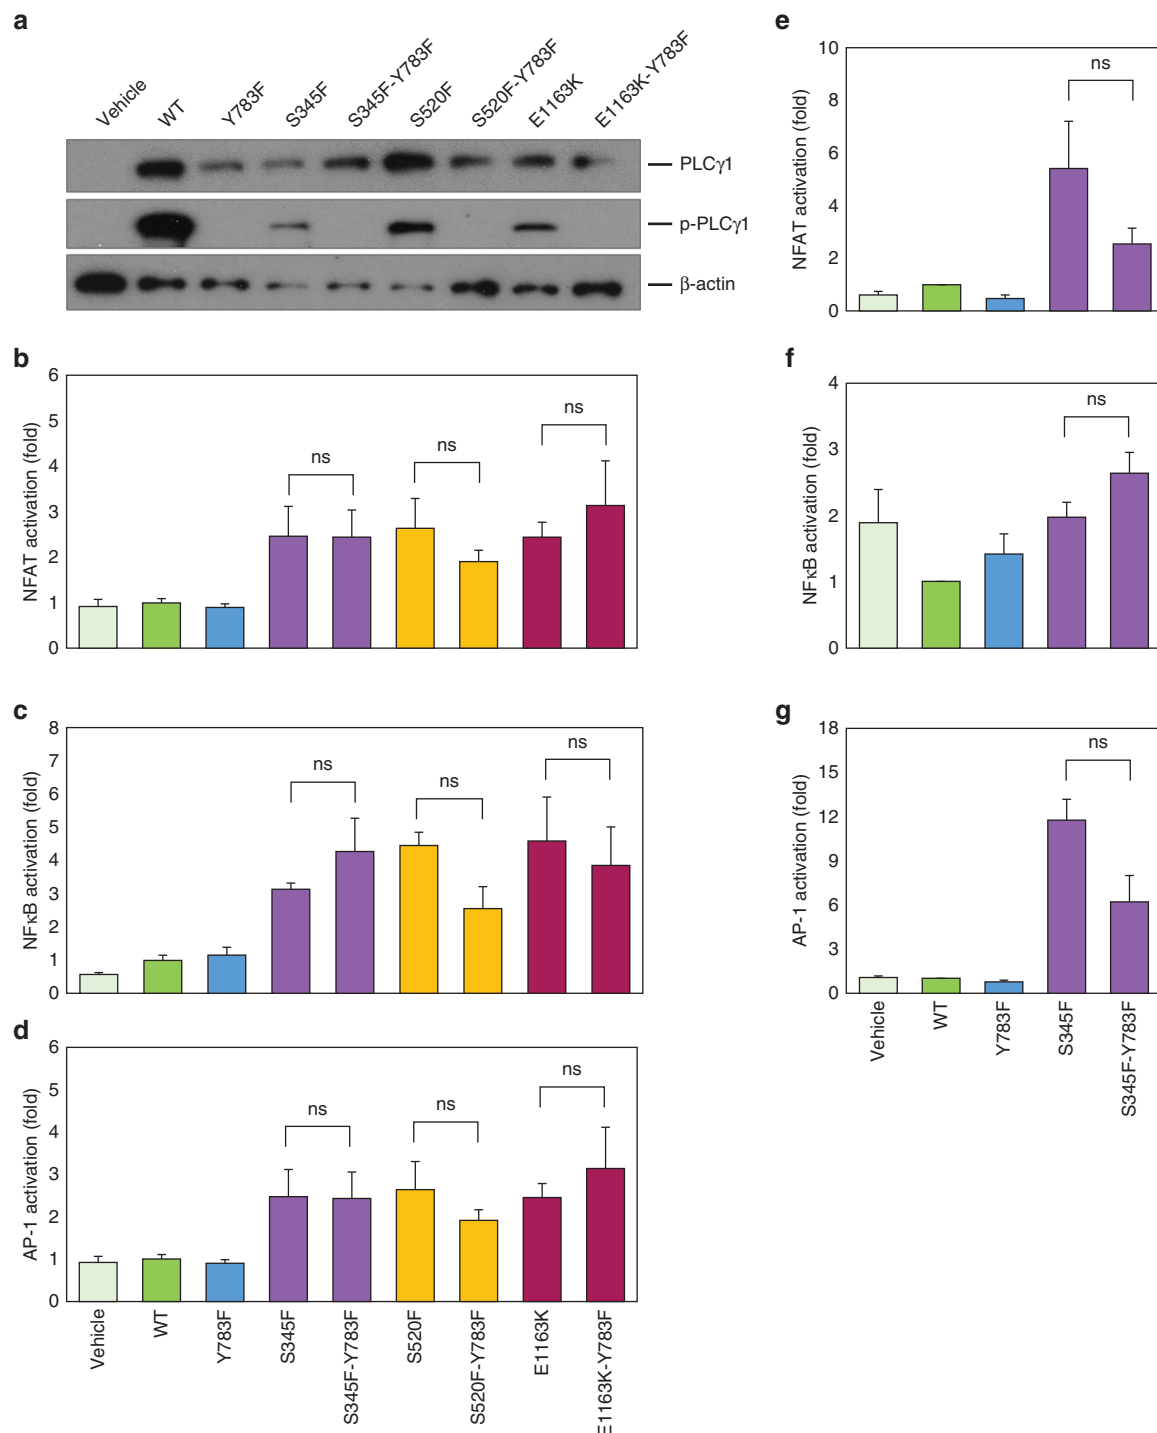 a
Vehicle
WT
Y783F
S345F
S345F-Y783F
S520F
S520F-Y783F
E1163K
E1163K-Y783F
PLCγ1
p-PLCγ1
β-actin
b
NFAT activation (fold)
6
5
4
3
2
1
0
ns
ns
ns
c
NFκB activation (fold)
8
7
6
5
4
3
2
1
0
ns
ns
ns
d
AP-1 activation (fold)
6
5
4
3
2
1
0
ns
ns
ns
Vehicle
WT
Y783F
S345F
S345F-Y783F
S520F
S520F-Y783F
E1163K
E1163K-Y783F
e
NFAT activation (fold)
10
8
6
4
2
0
ns
f
NFκB activation (fold)
4
3
2
1
0
ns
g
AP-1 activation (fold)
18
15
12
9
6
3
0
ns
Vehicle
WT
Y783F
S345F
S345F-Y783F